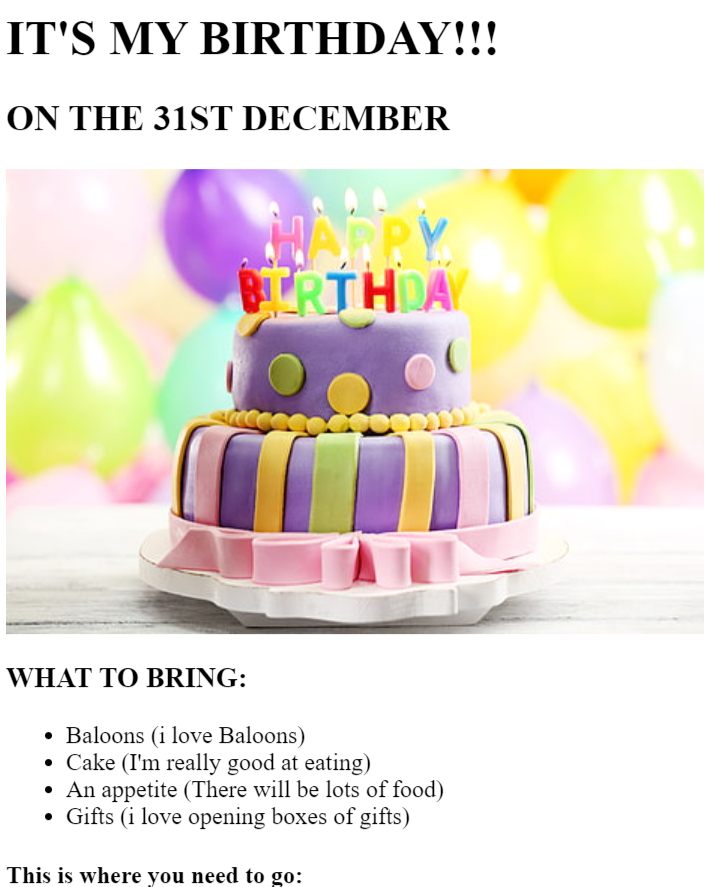 IT'S MY BIRTHDAY!!!
ON THE 31ST DECEMBER
HAPPY
BIRTHDAY
WHAT TO BRING:
Baloons (i love Baloons)
Cake (I'm really good at eating)
An appetite (There will be lots of food)
Gifts (i love opening boxes of gifts)
This is where you need to go: